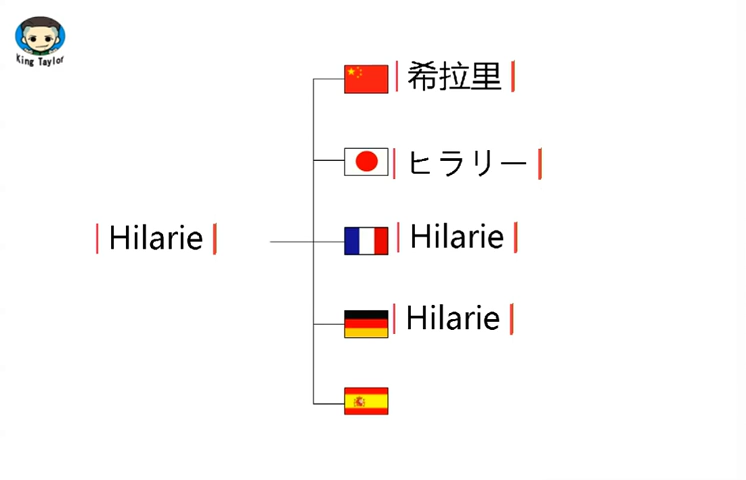 King Taylor
希拉里
ヒラリー
Hilarie
Hilarie
Hilarie